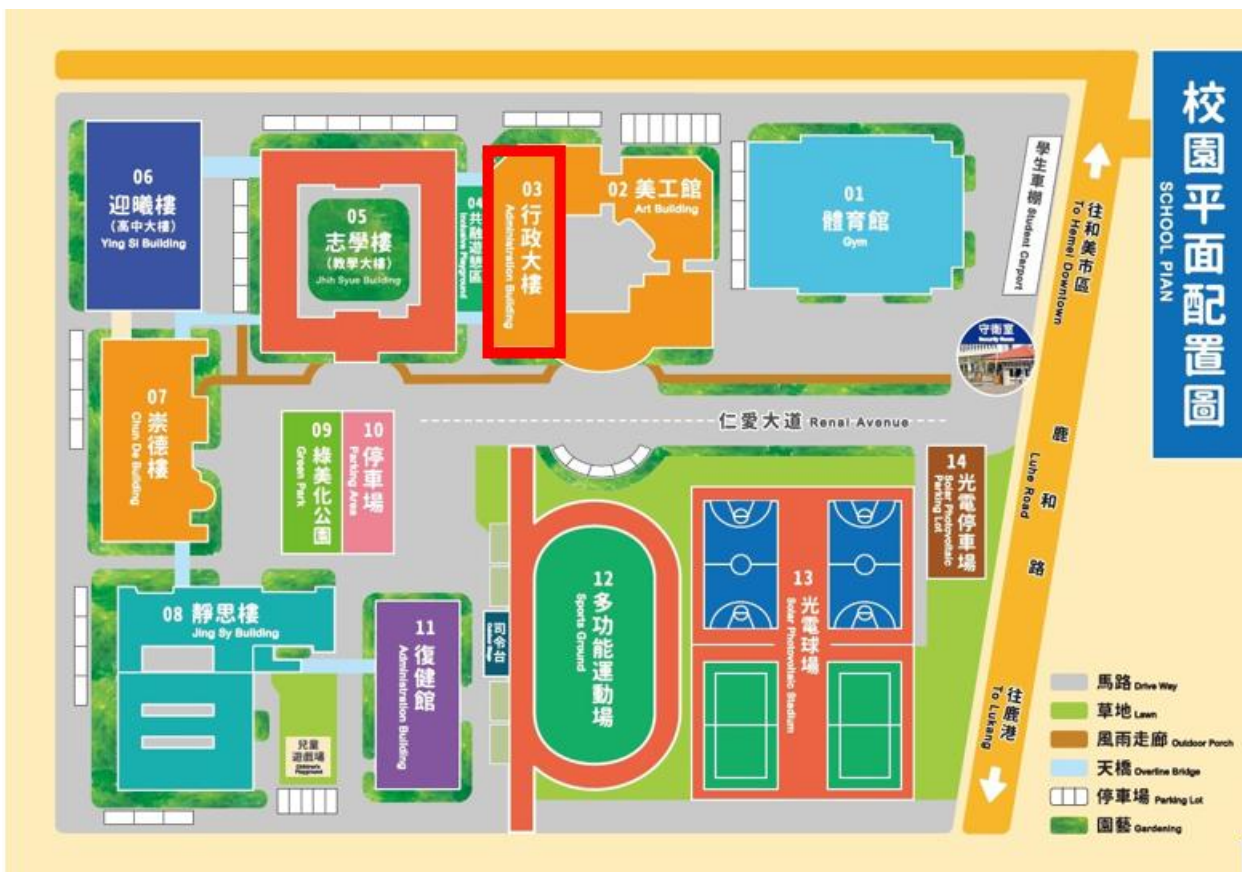 校園平面配置圖
SCHOOL PIAN
01
體育館
Gym
02 美工館
Art Building
03
行政大樓
Administration Building
04
共融遊憩區
Inclusive Playground
05
志學樓
(教學大樓)
Jhih Syue Building
06
迎曦樓
(高中大樓)
Ying Si Building
學生車棚 Student Carport
往和美市區
To Hemei Downtown
守衛室
Security Room
07
崇德樓
Chun De Building
09
綠美化公園
Green Park
10
停車場
Parking Area
仁愛大道 Renai Avenue
14
光電停車場
Solar Photovoltaic
Parking Lot
鹿和路
Luhe Road
08 靜思樓
Jing Sy Building
11
復健館
Administration Building
司令台
12
多功能運動場
Sports Ground
13
光電球場
Solar Photovoltaic Stadium
兒童
遊戲場
Children's
Playground
往鹿港
To Lukang
馬路 Drive Way
草地 Lawn
風雨走廊 Outdoor Porch
天橋 Overline Bridge
停車場 Parking Lot
園藝 Gardening